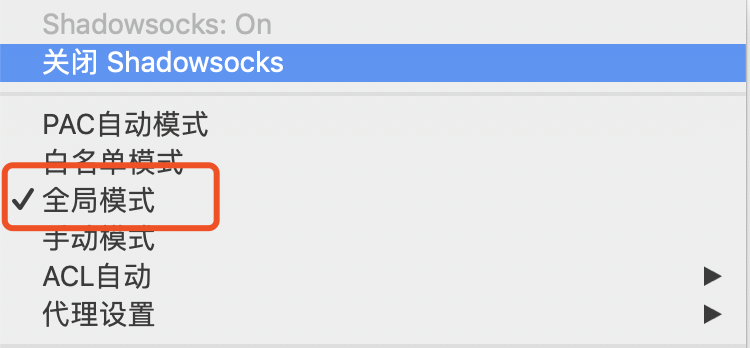 Shadowsocks: On
关闭 Shadowsocks
PAC自动模式
白名单模式
全局模式
手动模式
ACL自动
代理设置